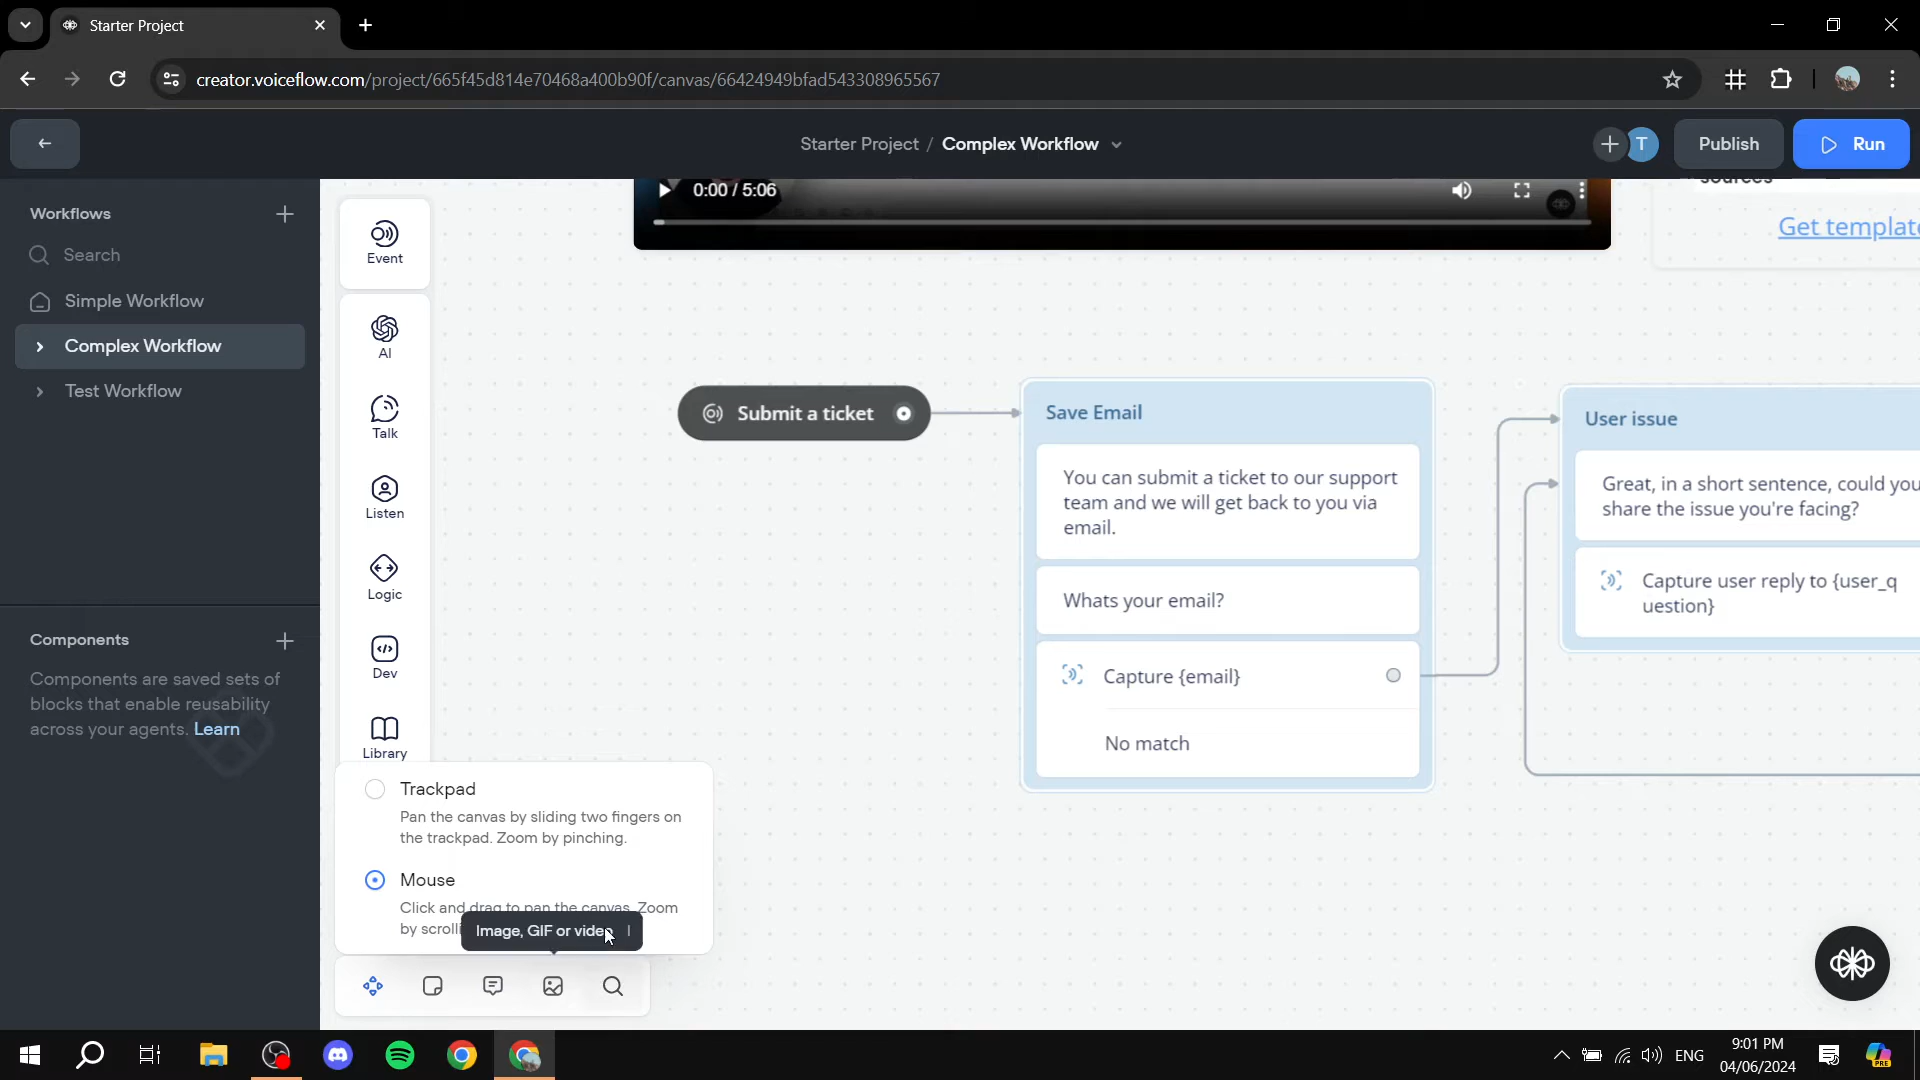 Starter Project
creator.voiceflow.com/project/665f45d814e70468a400b90f/canvas/66424949bfad543308965567
Starter Project / Complex Workflow
T
Publish
Run
Workflows
Search
Simple Workflow
Complex Workflow
Test Workflow
Components
Components are saved sets of
blocks that enable reusability
across your agents. Learn
Event
AI
Talk
Listen
Logic
Dev
Library
0:00 / 5:06
sources
Get template
Submit a ticket
Save Email
You can submit a ticket to our support
team and we will get back to you via
email.
Whats your email?
Capture {email}
No match
User issue
Great, in a short sentence, could you
share the issue you're facing?
Capture user reply to {user_q
uestion}
Trackpad
Pan the canvas by sliding two fingers on
the trackpad. Zoom by pinching.
Mouse
Click and drag to pan the canvas. Zoom
by scrolli
Image, GIF or video I
ENG
9:01 PM
04/06/2024
PRE